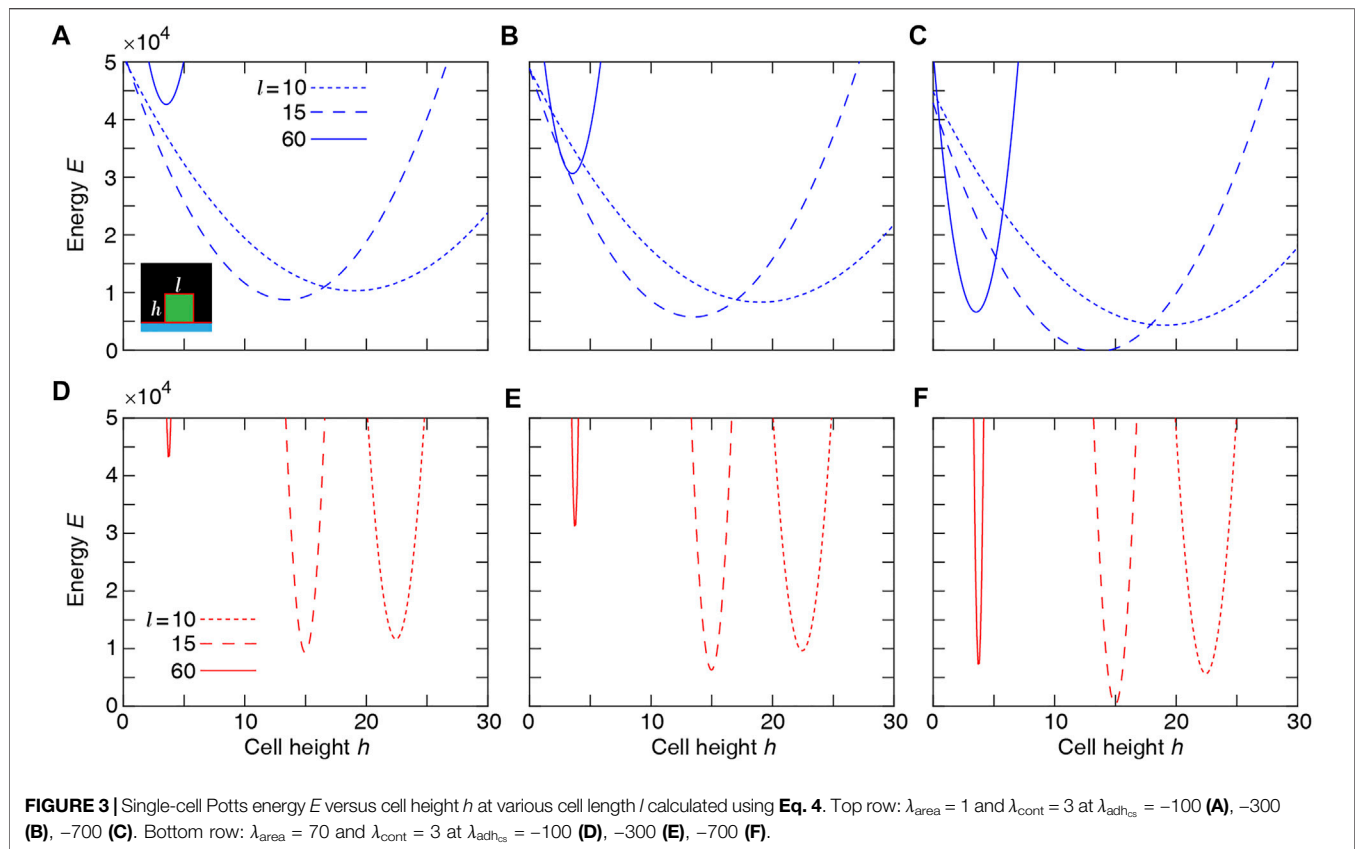 A
B
C
×10⁴
5
4
3
2
1
0
Energy E
l = 10
15
60
l
h
D
E
F
×10⁴
5
4
3
2
1
0
Energy E
l = 10
15
60
0 10 20 30
0 10 20 30
0 10 20 30
Cell height h
Cell height h
Cell height h
FIGURE 3 | Single-cell Potts energy E versus cell height h at various cell length l calculated using Eq. 4. Top row: λarea = 1 and λcont = 3 at λadhcs = −100 (A), −300
(B), −700 (C). Bottom row: λarea = 70 and λcont = 3 at λadhcs = −100 (D), −300 (E), −700 (F).